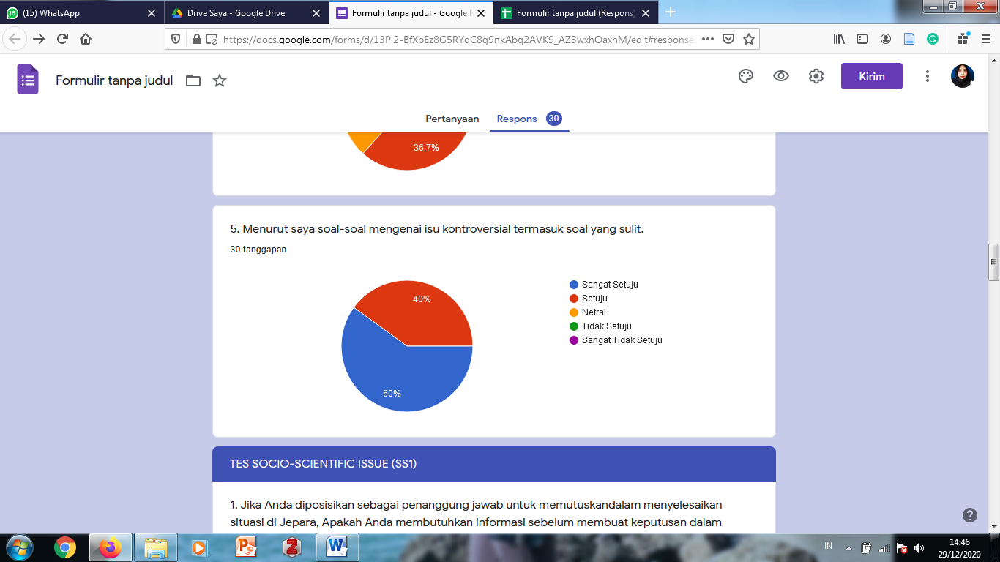 (15) WhatsApp
Drive Saya - Google Drive
Formulir tanpa judul - Google F
Formulir tanpa judul (Respons)
https://docs.google.com/forms/d/13Pl2-BfXbEz8G5RYqC8g9nkAbq2AVK9_AZ3wxhOaxhM/edit#response
Formulir tanpa judul
Kirim
Pertanyaan
Respons
30
36,7%
5. Menurut saya soal-soal mengenai isu kontroversial termasuk soal yang sulit.
30 tanggapan
40%
60%
Sangat Setuju
Setuju
Netral
Tidak Setuju
Sangat Tidak Setuju
TES SOCIO-SCIENTIFIC ISSUE (SS1)
1. Jika Anda diposisikan sebagai penanggung jawab untuk memutuskandalam menyelesaikan
situasi di Jepara, Apakah Anda membutuhkan informasi sebelum membuat keputusan dalam
IN
14:46
29/12/2020